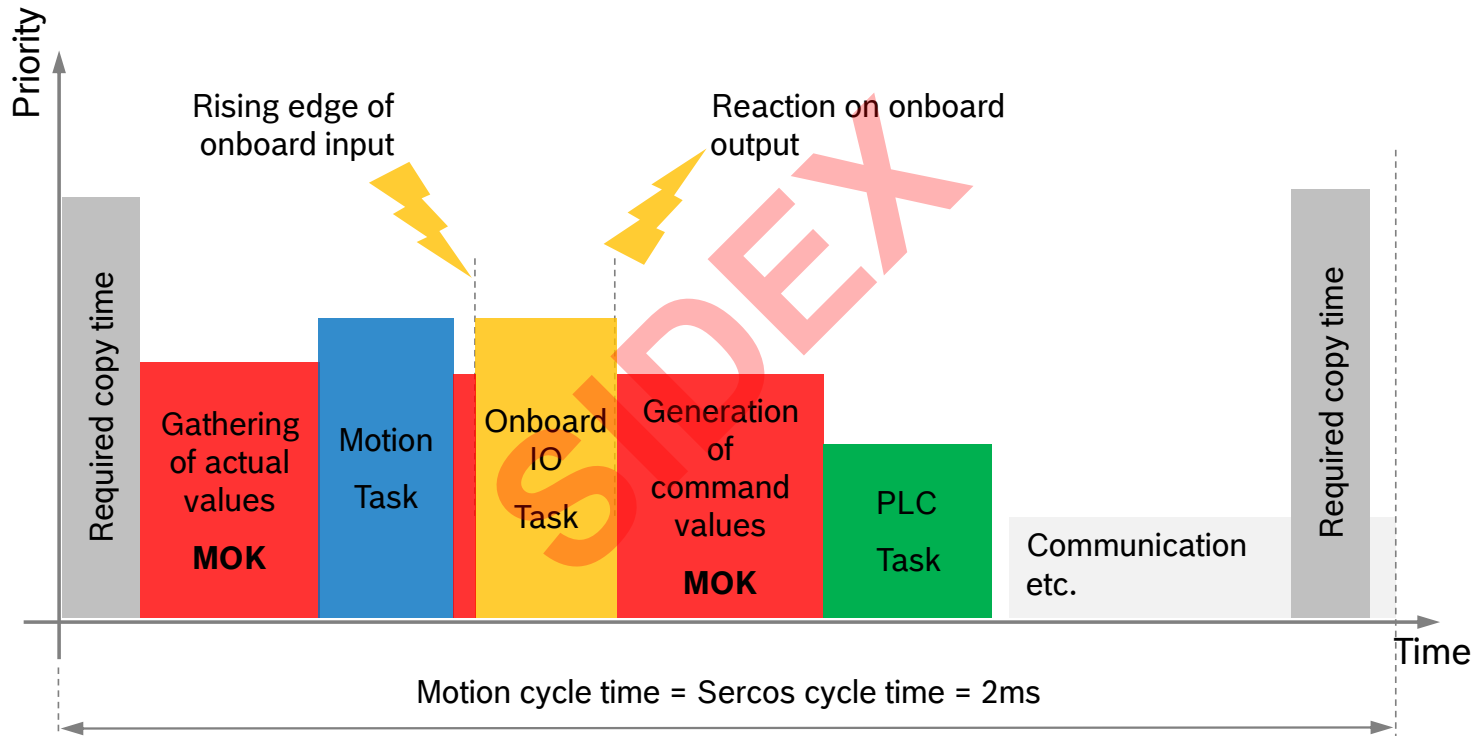 Priority
Rising edge of
onboard input
Reaction on onboard
output
Required copy time
Gathering
of actual
values
MOK
Motion
Task
Onboard
IO
Task
Generation
of
command
values
MOK
PLC
Task
Communication
etc.
Required copy time
SIDEX
Time
Motion cycle time = Sercos cycle time = 2ms